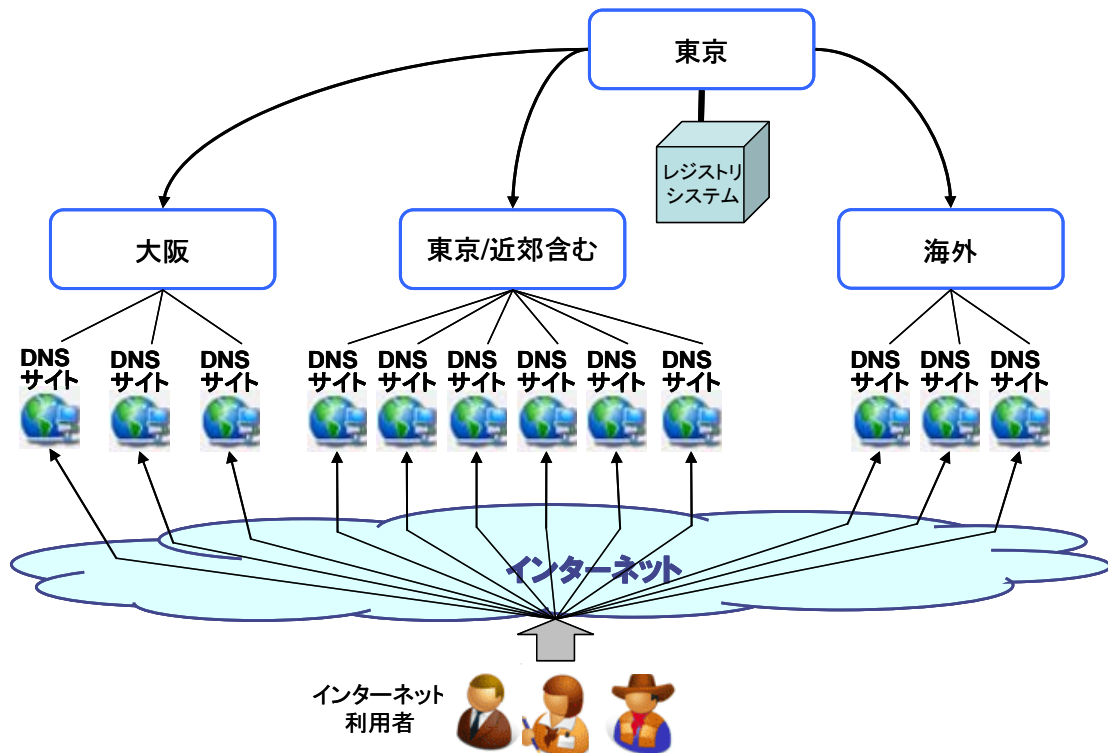 東京
レジストリ
システム
大阪
東京/近郊含む
海外
DNS
サイト
DNS
サイト
DNS
サイト
DNS
サイト
DNS
サイト
DNS
サイト
DNS
サイト
DNS
サイト
DNS
サイト
DNS
サイト
DNS
サイト
DNS
サイト
インターネット
インターネット
利用者